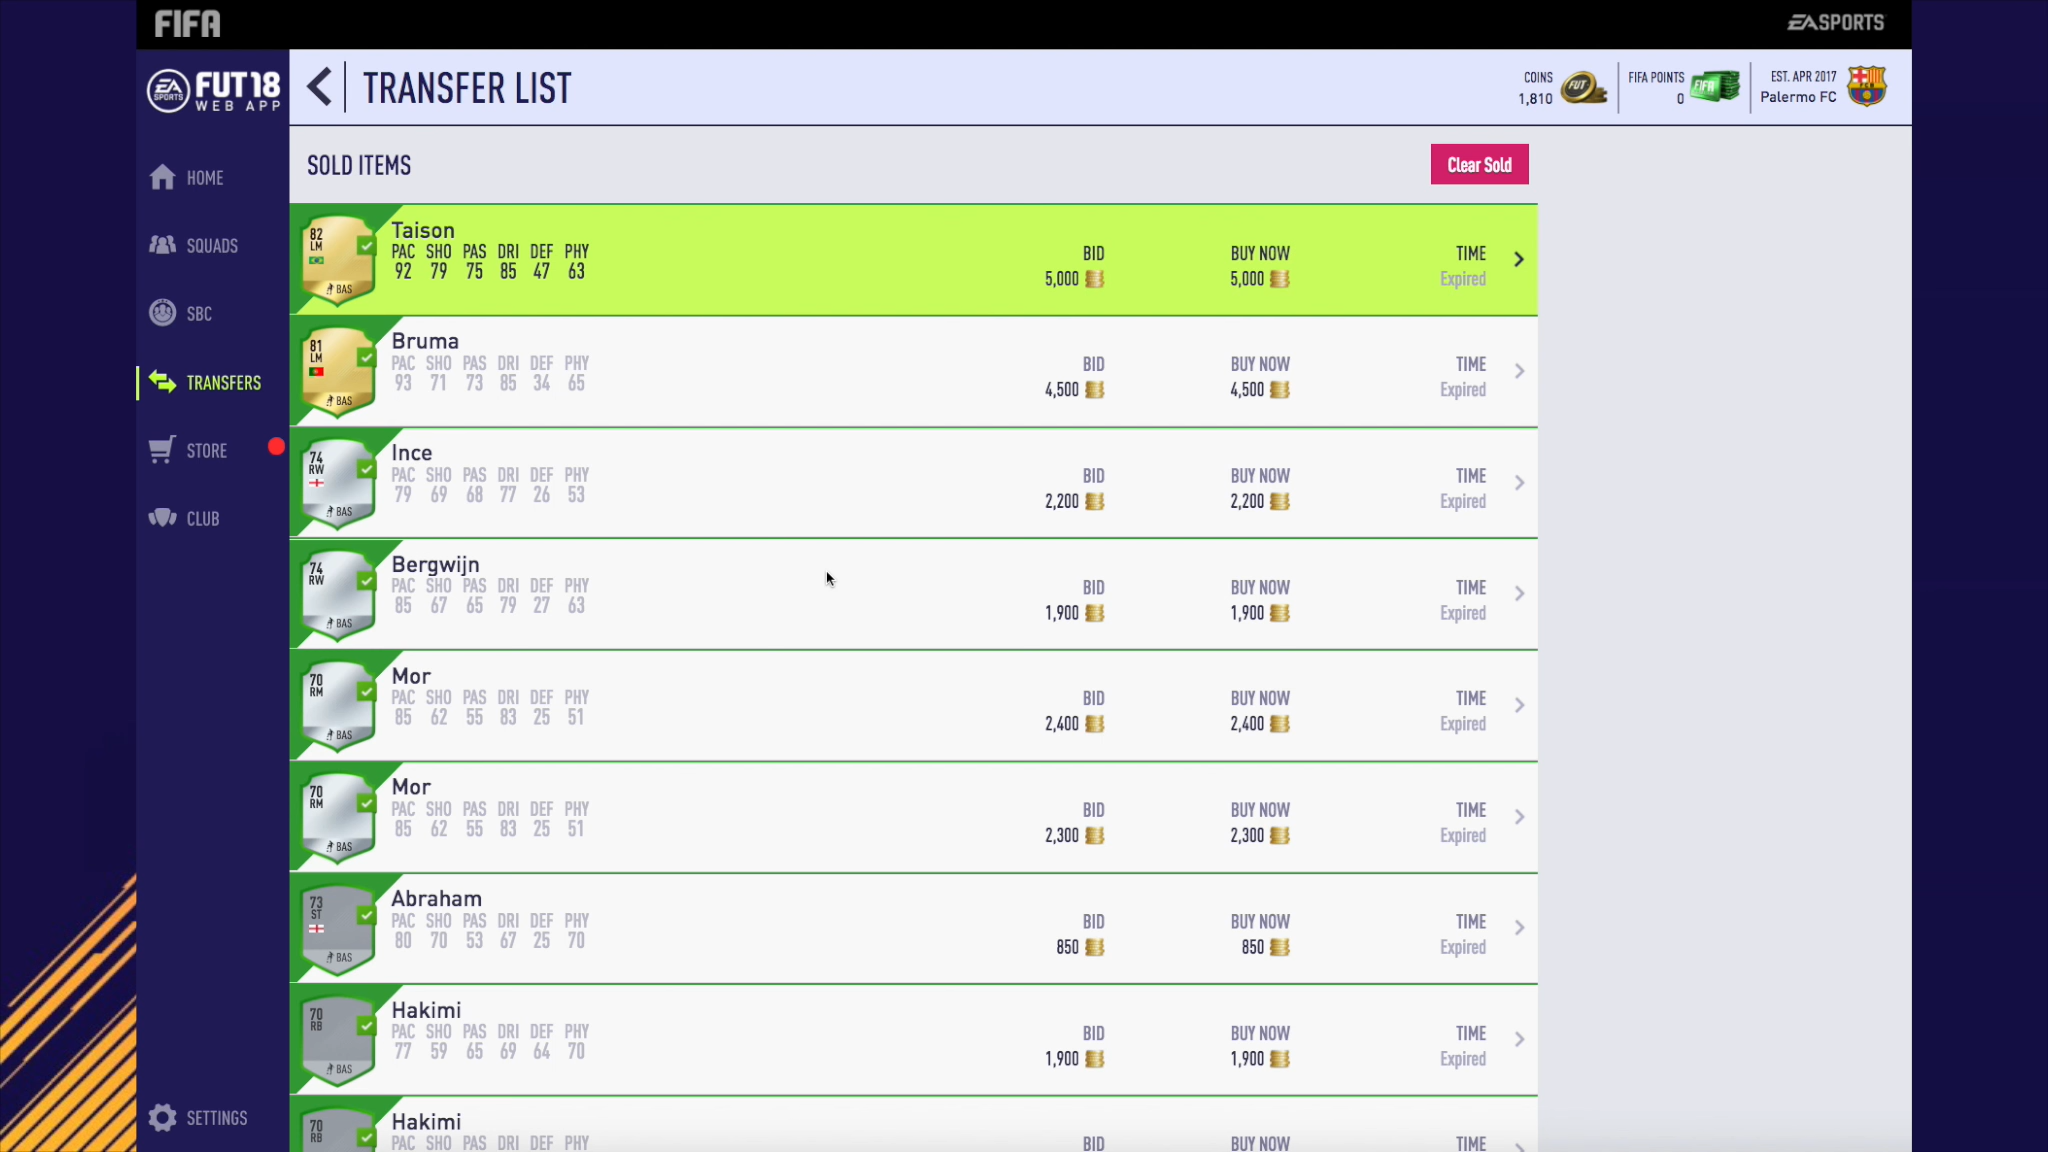 FIFA
EA SPORTS
EA SPORTS FUT18
WEB APP
TRANSFER LIST
COINS
1,810
FUT
FIFA POINTS
0
FIFA
EST. APR 2017
Palermo FC
HOME
SQUADS
SBC
TRANSFERS
STORE
CLUB
SETTINGS
SOLD ITEMS
Clear Sold
82
LM
BAS
Taison
PAC SHO PAS DRI DEF PHY
92 79 75 85 47 63
BID
5,000
BUY NOW
5,000
TIME
Expired
81
LM
BAS
Bruma
PAC SHO PAS DRI DEF PHY
93 71 73 85 34 65
BID
4,500
BUY NOW
4,500
TIME
Expired
74
RW
BAS
Ince
PAC SHO PAS DRI DEF PHY
79 69 68 77 26 53
BID
2,200
BUY NOW
2,200
TIME
Expired
74
RW
BAS
Bergwijn
PAC SHO PAS DRI DEF PHY
85 67 65 79 27 63
BID
1,900
BUY NOW
1,900
TIME
Expired
70
RM
BAS
Mor
PAC SHO PAS DRI DEF PHY
85 62 55 83 25 51
BID
2,400
BUY NOW
2,400
TIME
Expired
70
RM
BAS
Mor
PAC SHO PAS DRI DEF PHY
85 62 55 83 25 51
BID
2,300
BUY NOW
2,300
TIME
Expired
73
ST
BAS
Abraham
PAC SHO PAS DRI DEF PHY
80 70 53 67 25 70
BID
850
BUY NOW
850
TIME
Expired
70
RB
BAS
Hakimi
PAC SHO PAS DRI DEF PHY
77 59 65 69 64 70
BID
1,900
BUY NOW
1,900
TIME
Expired
70
RB
Hakimi
PAC SHO PAS DRI DEF PHY
BID
BUY NOW
TIME